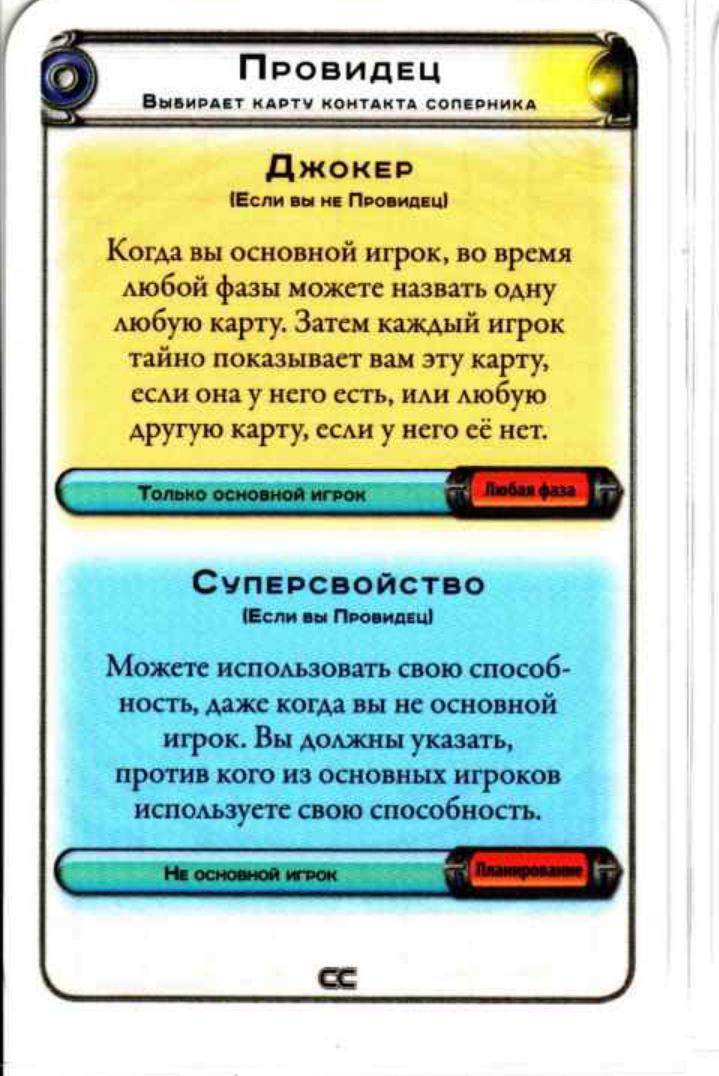 Провидец
Выбирает карту контакта соперника
Джокер
(Если вы не Провидец)
Когда вы основной игрок, во время
любой фазы можете назвать одну
любую карту. Затем каждый игрок
тайно показывает вам эту карту,
если она у него есть, или любую
другую карту, если у него её нет.
Только основной игрок Любая фаза
Суперсвойство
(Если вы Провидец)
Можете использовать свою способ-
ность, даже когда вы не основной
игрок. Вы должны указать,
против кого из основных игроков
используете свою способность.
Не основной игрок Планирование
CC